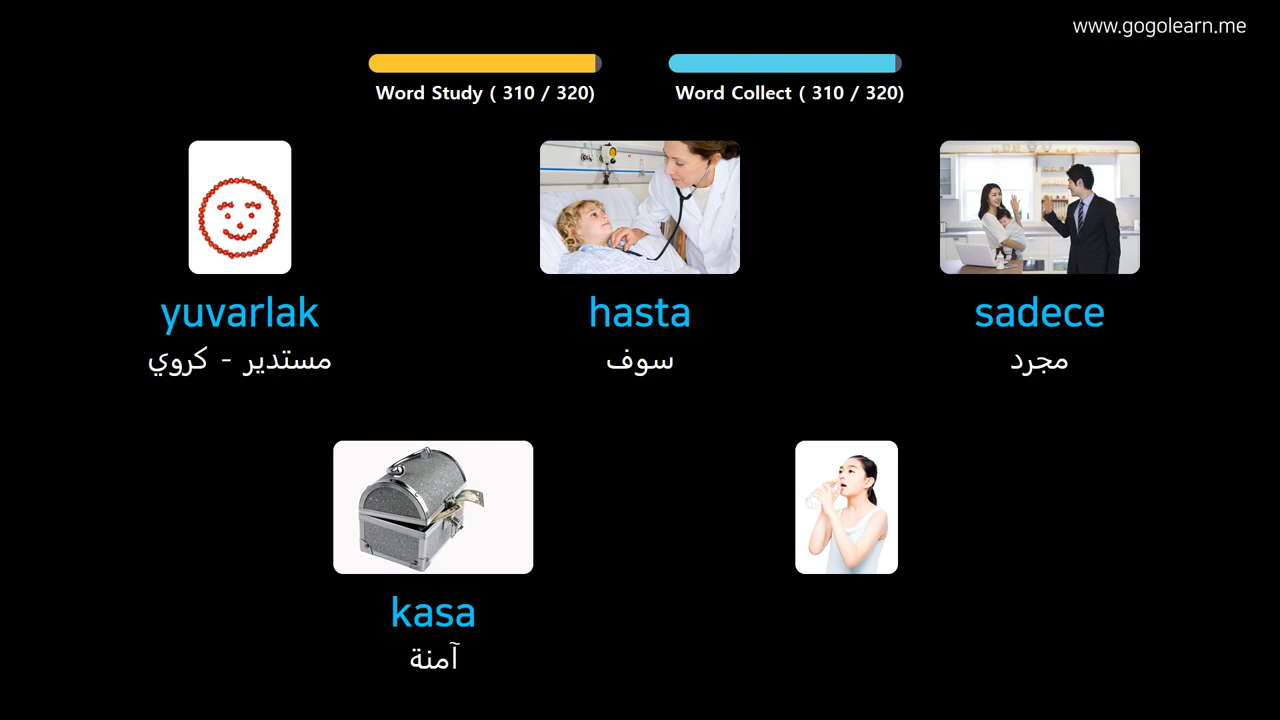 www.gogolearn.me
Word Study ( 310 / 320)
Word Collect ( 310 / 320)
yuvarlak
مستدير - كروي
hasta
سوف
sadece
مجرد
kasa
آمنة